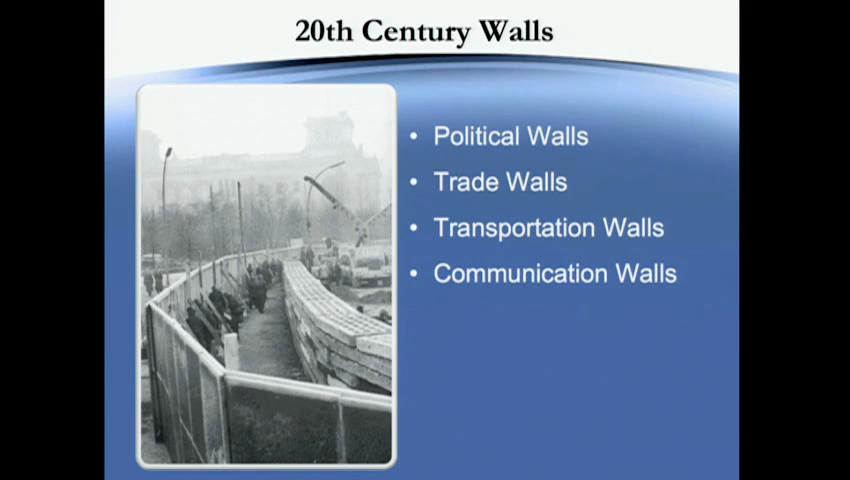 20th Century Walls
• Political Walls
• Trade Walls
• Transportation Walls
• Communication Walls